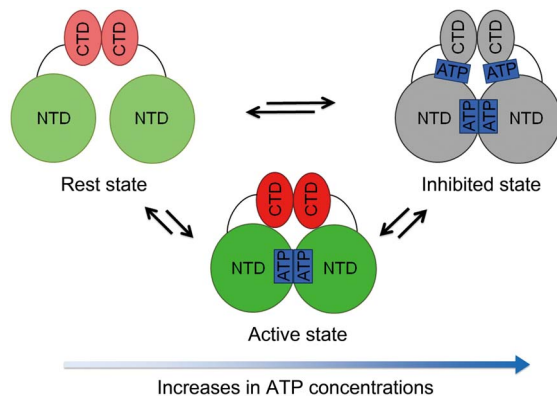 CTD CTD
NTD NTD
Rest state
CTD CTD
ATP ATP
NTD ATP ATP NTD
Inhibited state
CTD CTD
NTD ATP ATP NTD
Active state
Increases in ATP concentrations